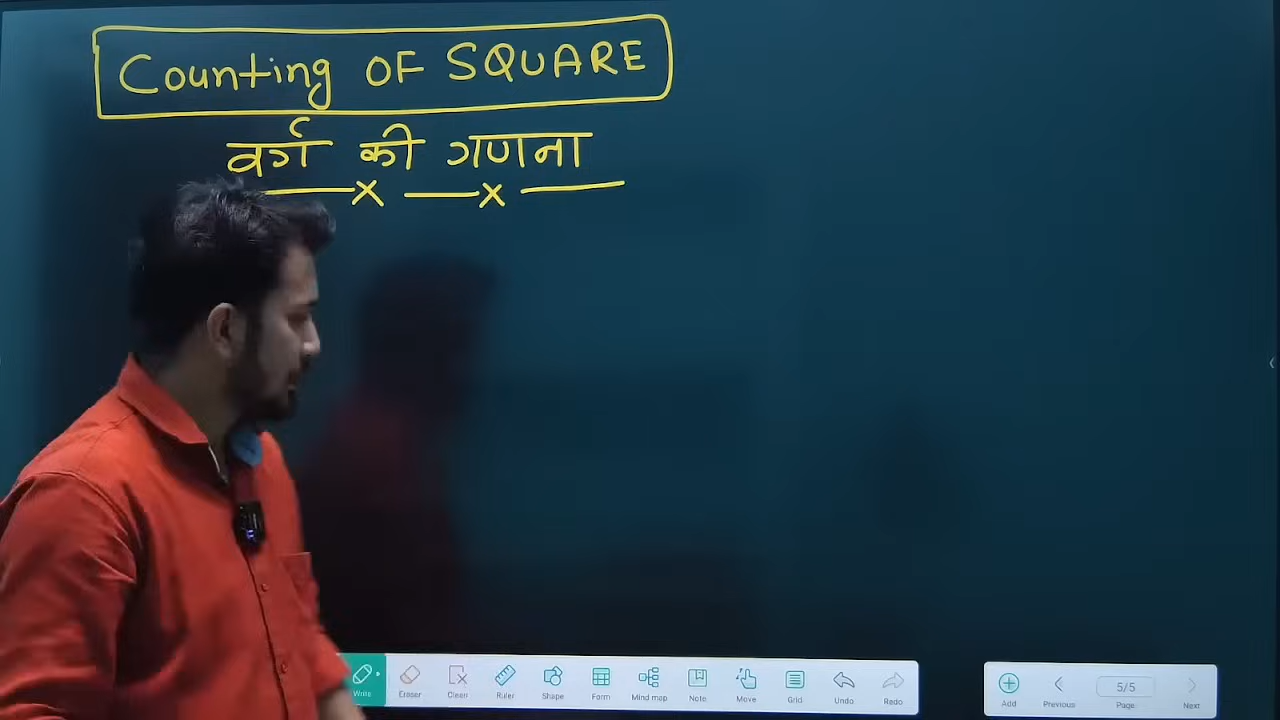 Counting OF SQUARE
वर्ग की गणना
Write Eraser Clean Ruler Shape Form Mind map Note Move Grid Undo Redo
Add Previous 5/5 Page Next